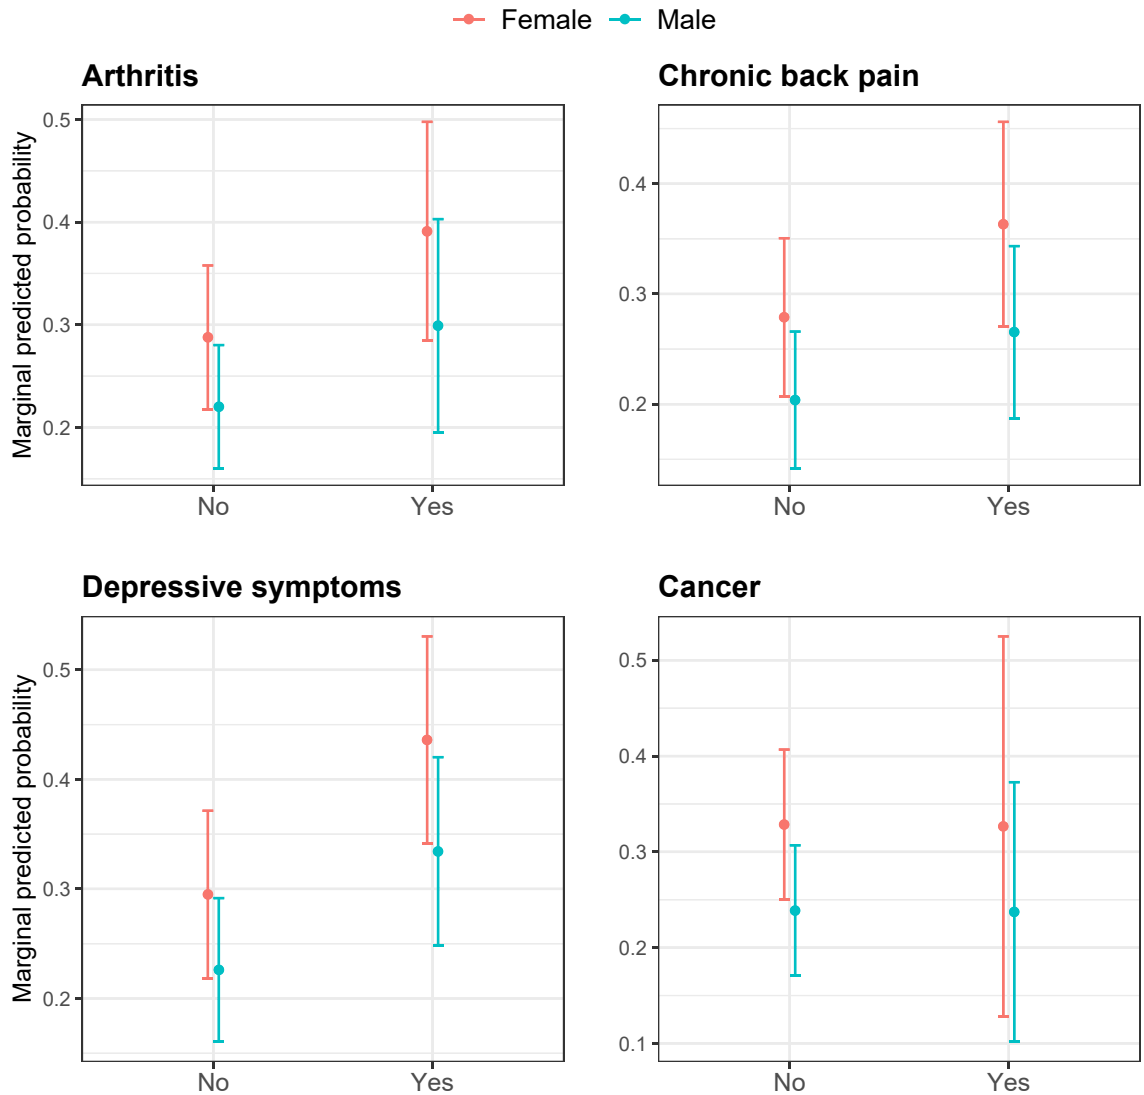 Female Male
Arthritis
Marginal predicted probability
0.5
0.4
0.3
0.2
No Yes
Chronic back pain
0.4
0.3
0.2
No Yes
Depressive symptoms
Marginal predicted probability
0.5
0.4
0.3
0.2
No Yes
Cancer
0.5
0.4
0.3
0.2
0.1
No Yes